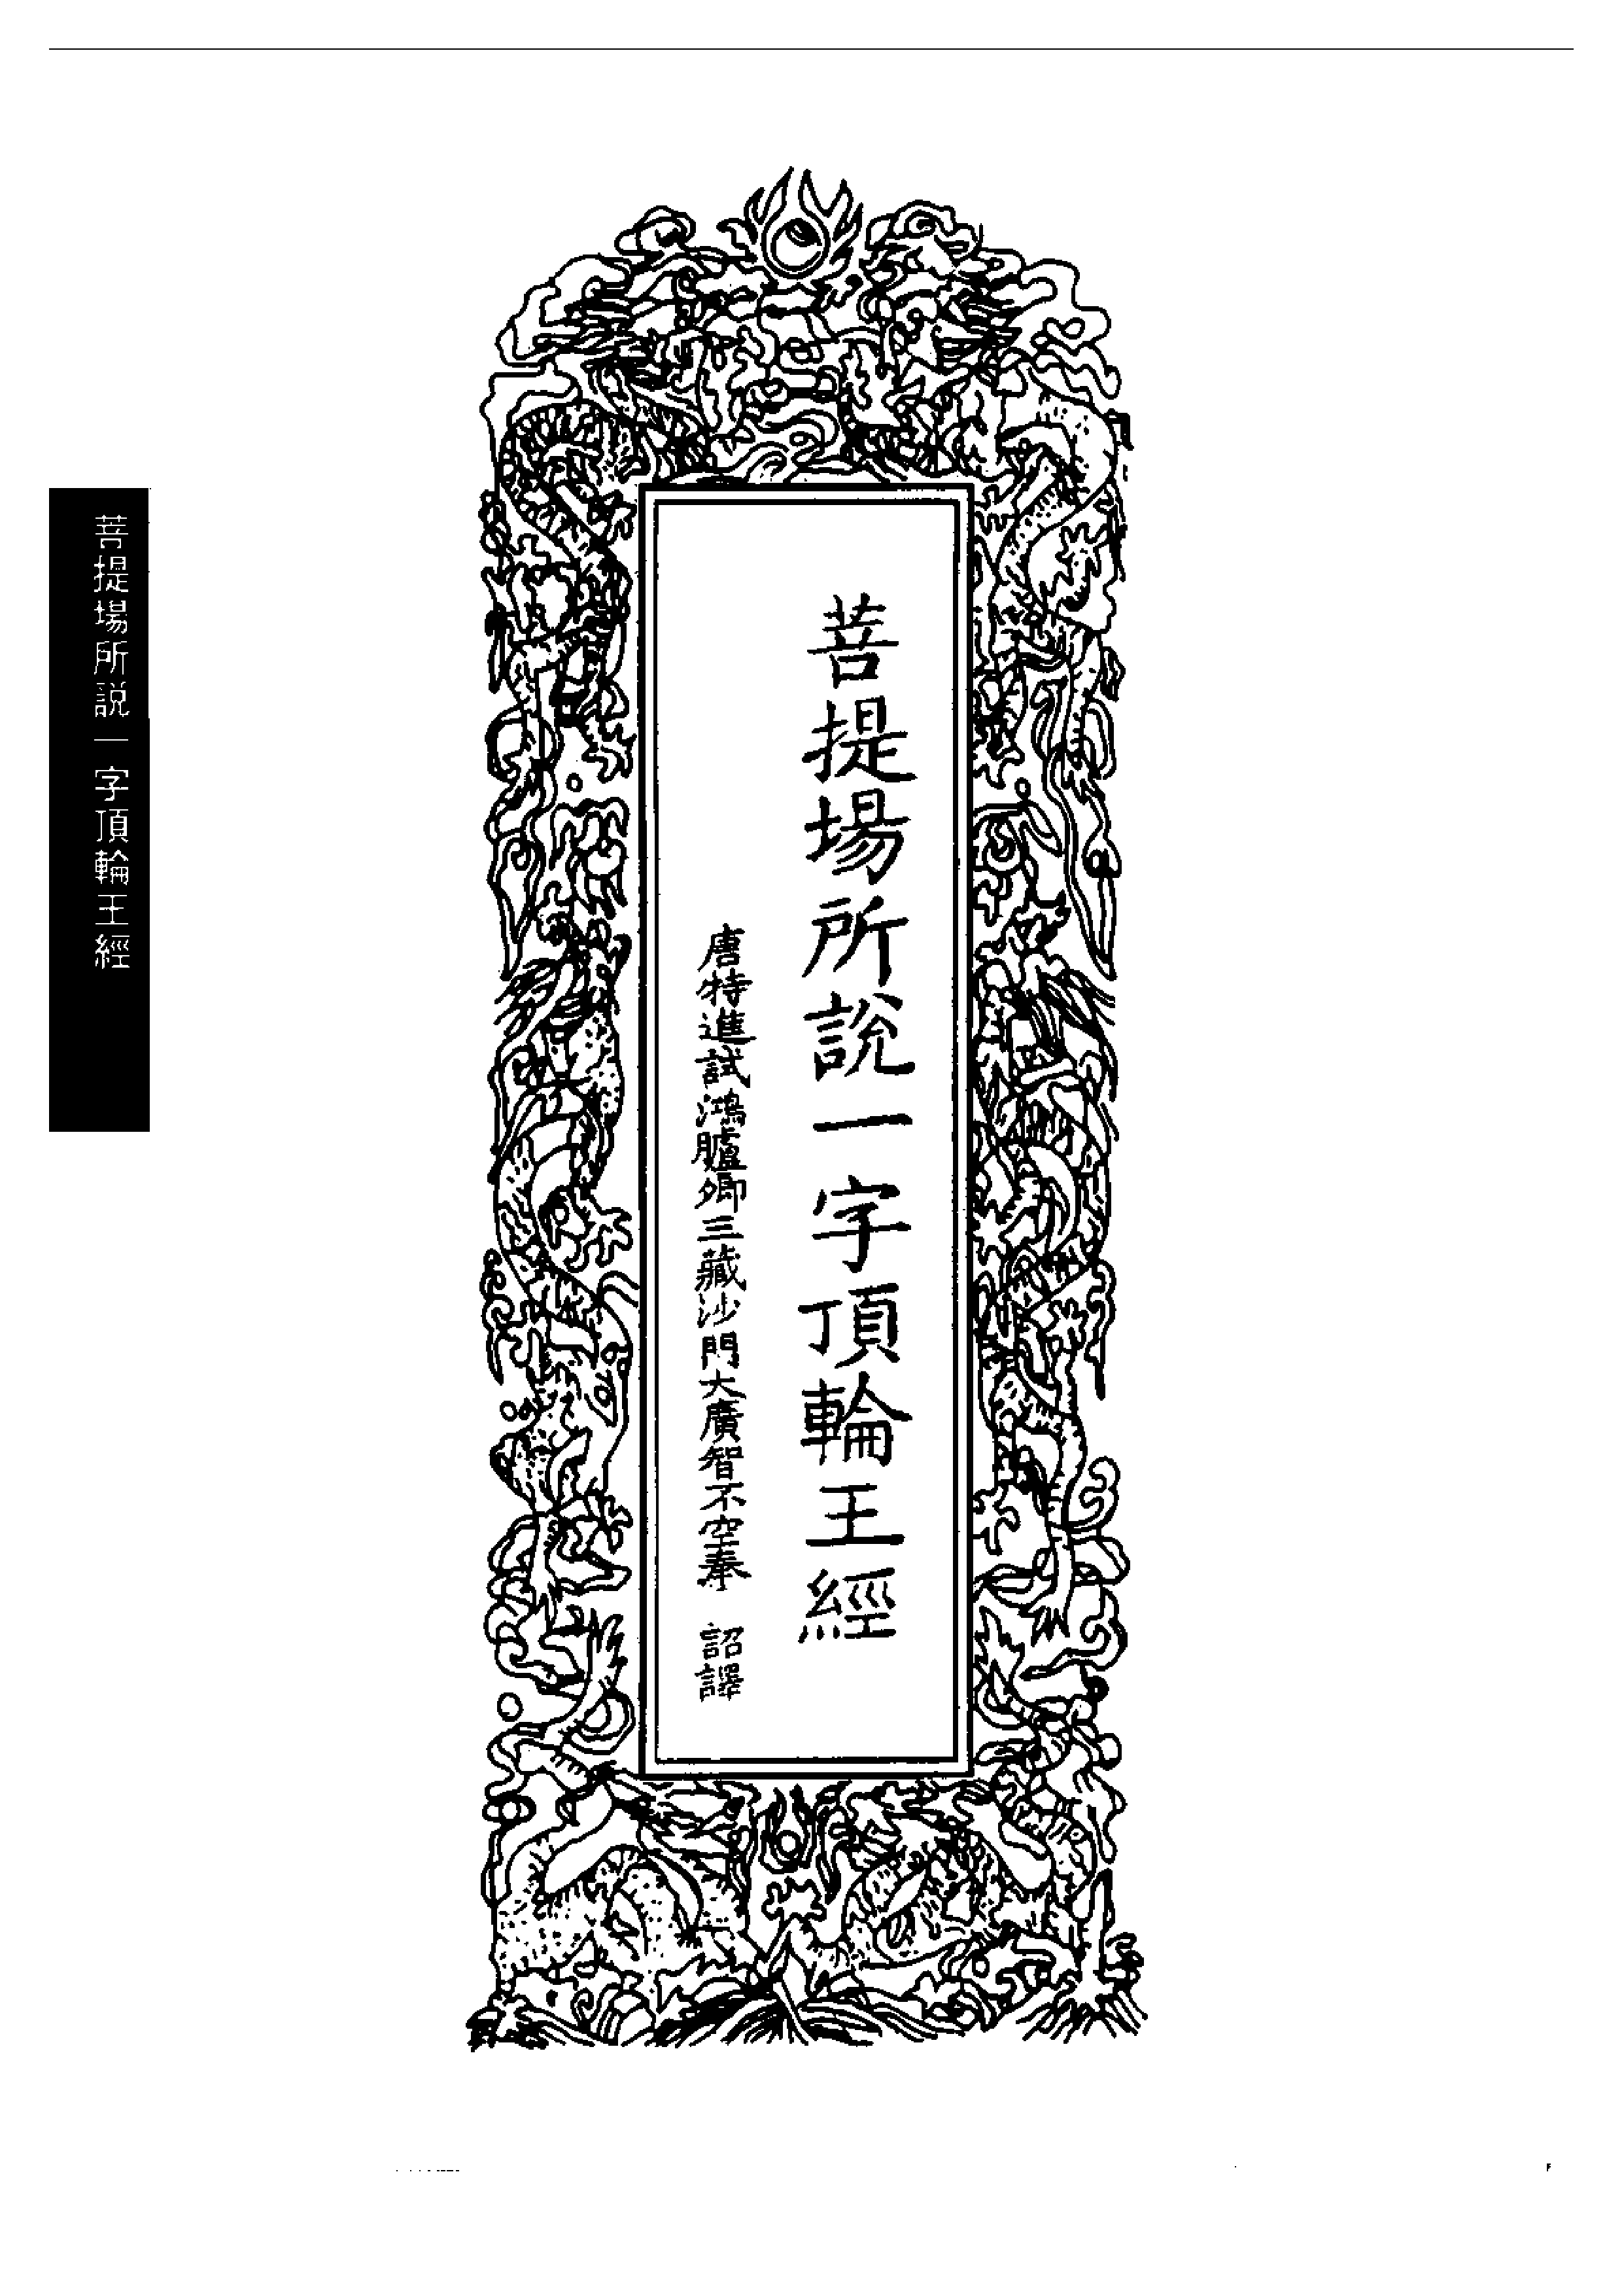 菩提場所說一字頂輪王經
唐特進試鴻臚卿三藏沙門大廣智不空奉 詔譯
菩提場所説一字頂輪王經